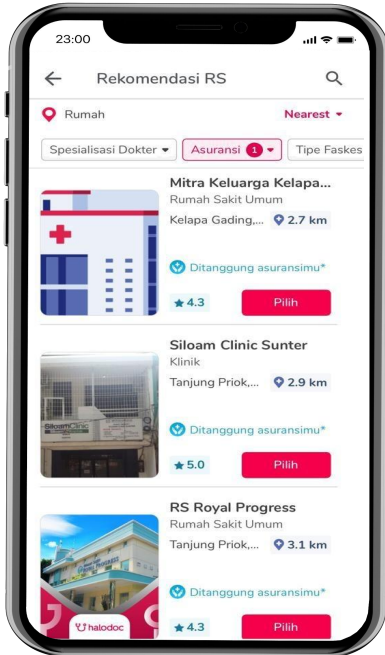 23:00
Rekomendasi RS
Rumah
Nearest
Spesialisasi Dokter
Asuransi 1
Tipe Faskes
Mitra Keluarga Kelapa...
Rumah Sakit Umum
Kelapa Gading,... 2.7 km
Ditanggung asuransimu*
4.3 Pilih
Siloam Clinic Sunter
Klinik
Tanjung Priok,... 2.9 km
SiloamClinic
Ditanggung asuransimu*
5.0 Pilih
RS Royal Progress
Rumah Sakit Umum
Tanjung Priok,... 3.1 km
Ditanggung asuransimu*
halodoc
4.3 Pilih